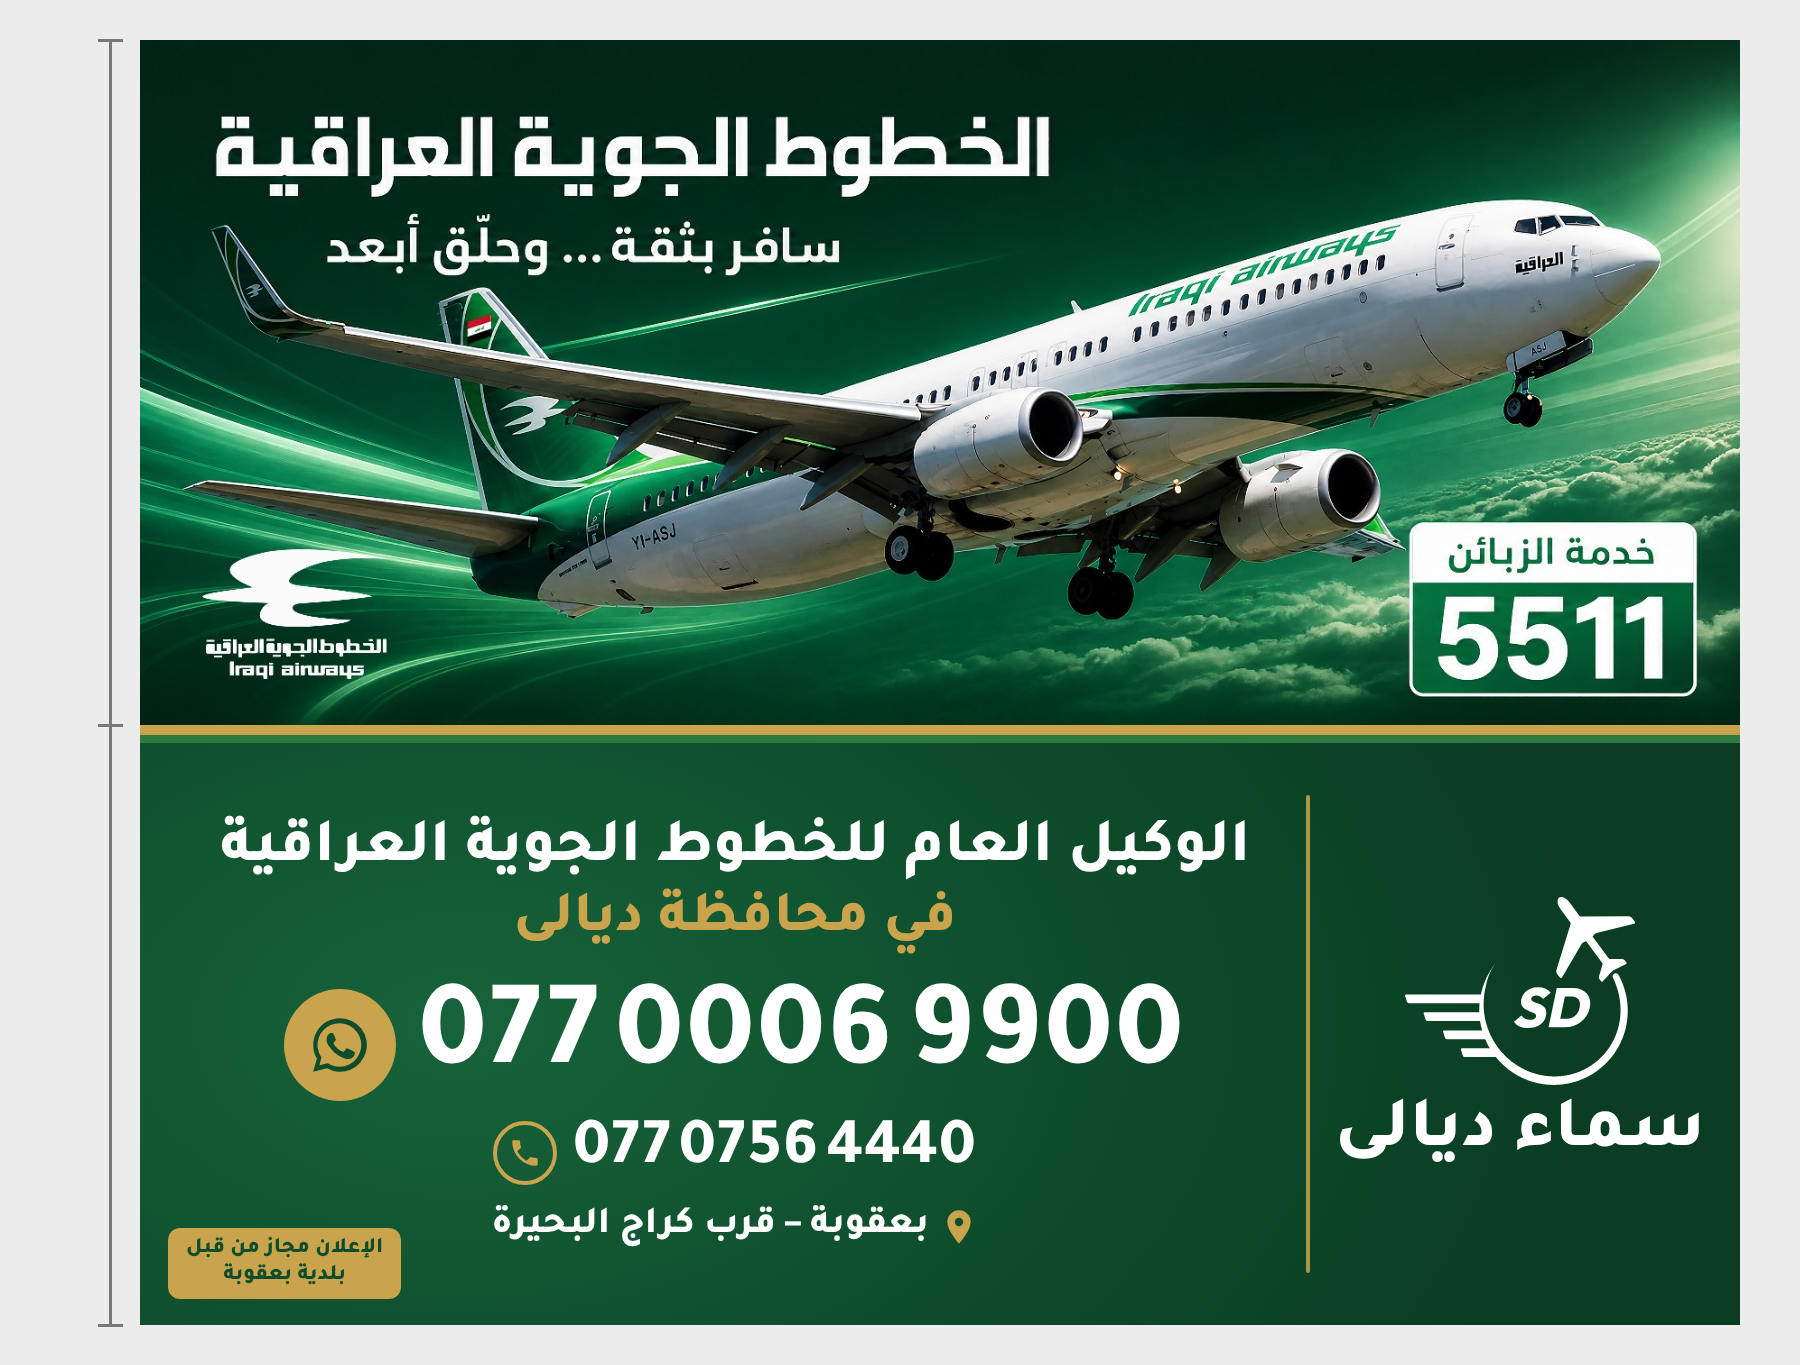 الخطوط الجوية العراقية
سافر بثقة... وحلّق أبعد
Iraqi airways
العراقية
ASJ
YI-ASJ
الخطوط الجوية العراقية
Iraqi airways
خدمة الزبائن
5511
الوكيل العام للخطوط الجوية العراقية
في محافظة ديالى
077 0006 9900
077 0756 4440
بعقوبة – قرب كراج البحيرة
الإعلان مجاز من قبل
بلدية بعقوبة
SD
سماء ديالى